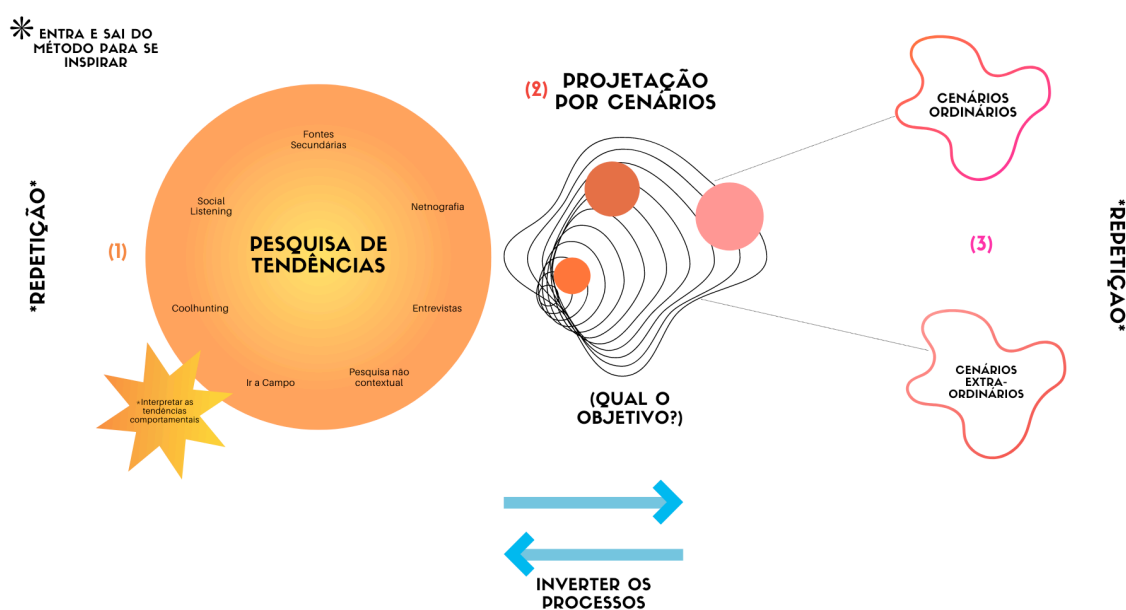 * ENTRA E SAI DO
MÉTODO PARA SE
INSPIRAR
*REPETIÇÃO*
(1)
PESQUISA DE
TENDÊNCIAS
Fontes
Secundárias
Social
Listening
Netnografia
Coolhunting
Entrevistas
Ir a Campo
Pesquisa não
contextual
+Interpretar as
tendências
comportamentais
(2) PROJETAÇÃO
POR CENÁRIOS
(QUAL O
OBJETIVO?)
INVERTER OS
PROCESSOS
CENÁRIOS
ORDINÁRIOS
(3)
CENÁRIOS
EXTRA-
ORDINÁRIOS
*REPETIÇAO*